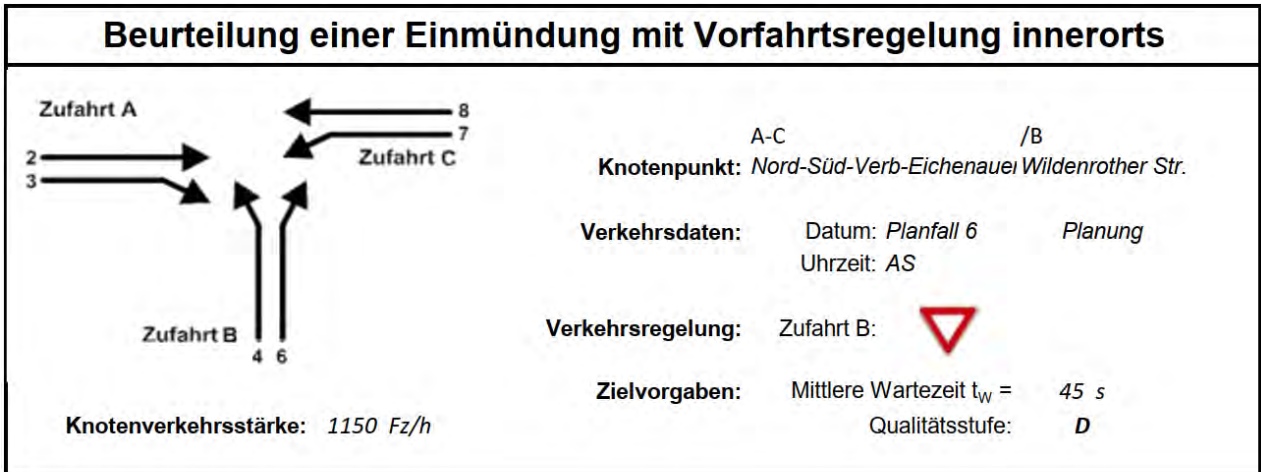 Beurteilung einer Einmündung mit Vorfahrtsregelung innerorts
Zufahrt A
8
7
Zufahrt C
2
3
Zufahrt B
4 6
Knotenverkehrsstärke: 1150 Fz/h
A-C /B
Knotenpunkt: Nord-Süd-Verb-Eichenauer Wildenrother Str.
Verkehrsdaten: Datum: Planfall 6 Planung
Uhrzeit: AS
Verkehrsregelung: Zufahrt B:
Zielvorgaben: Mittlere Wartezeit tW = 45 s
Qualitätsstufe: D